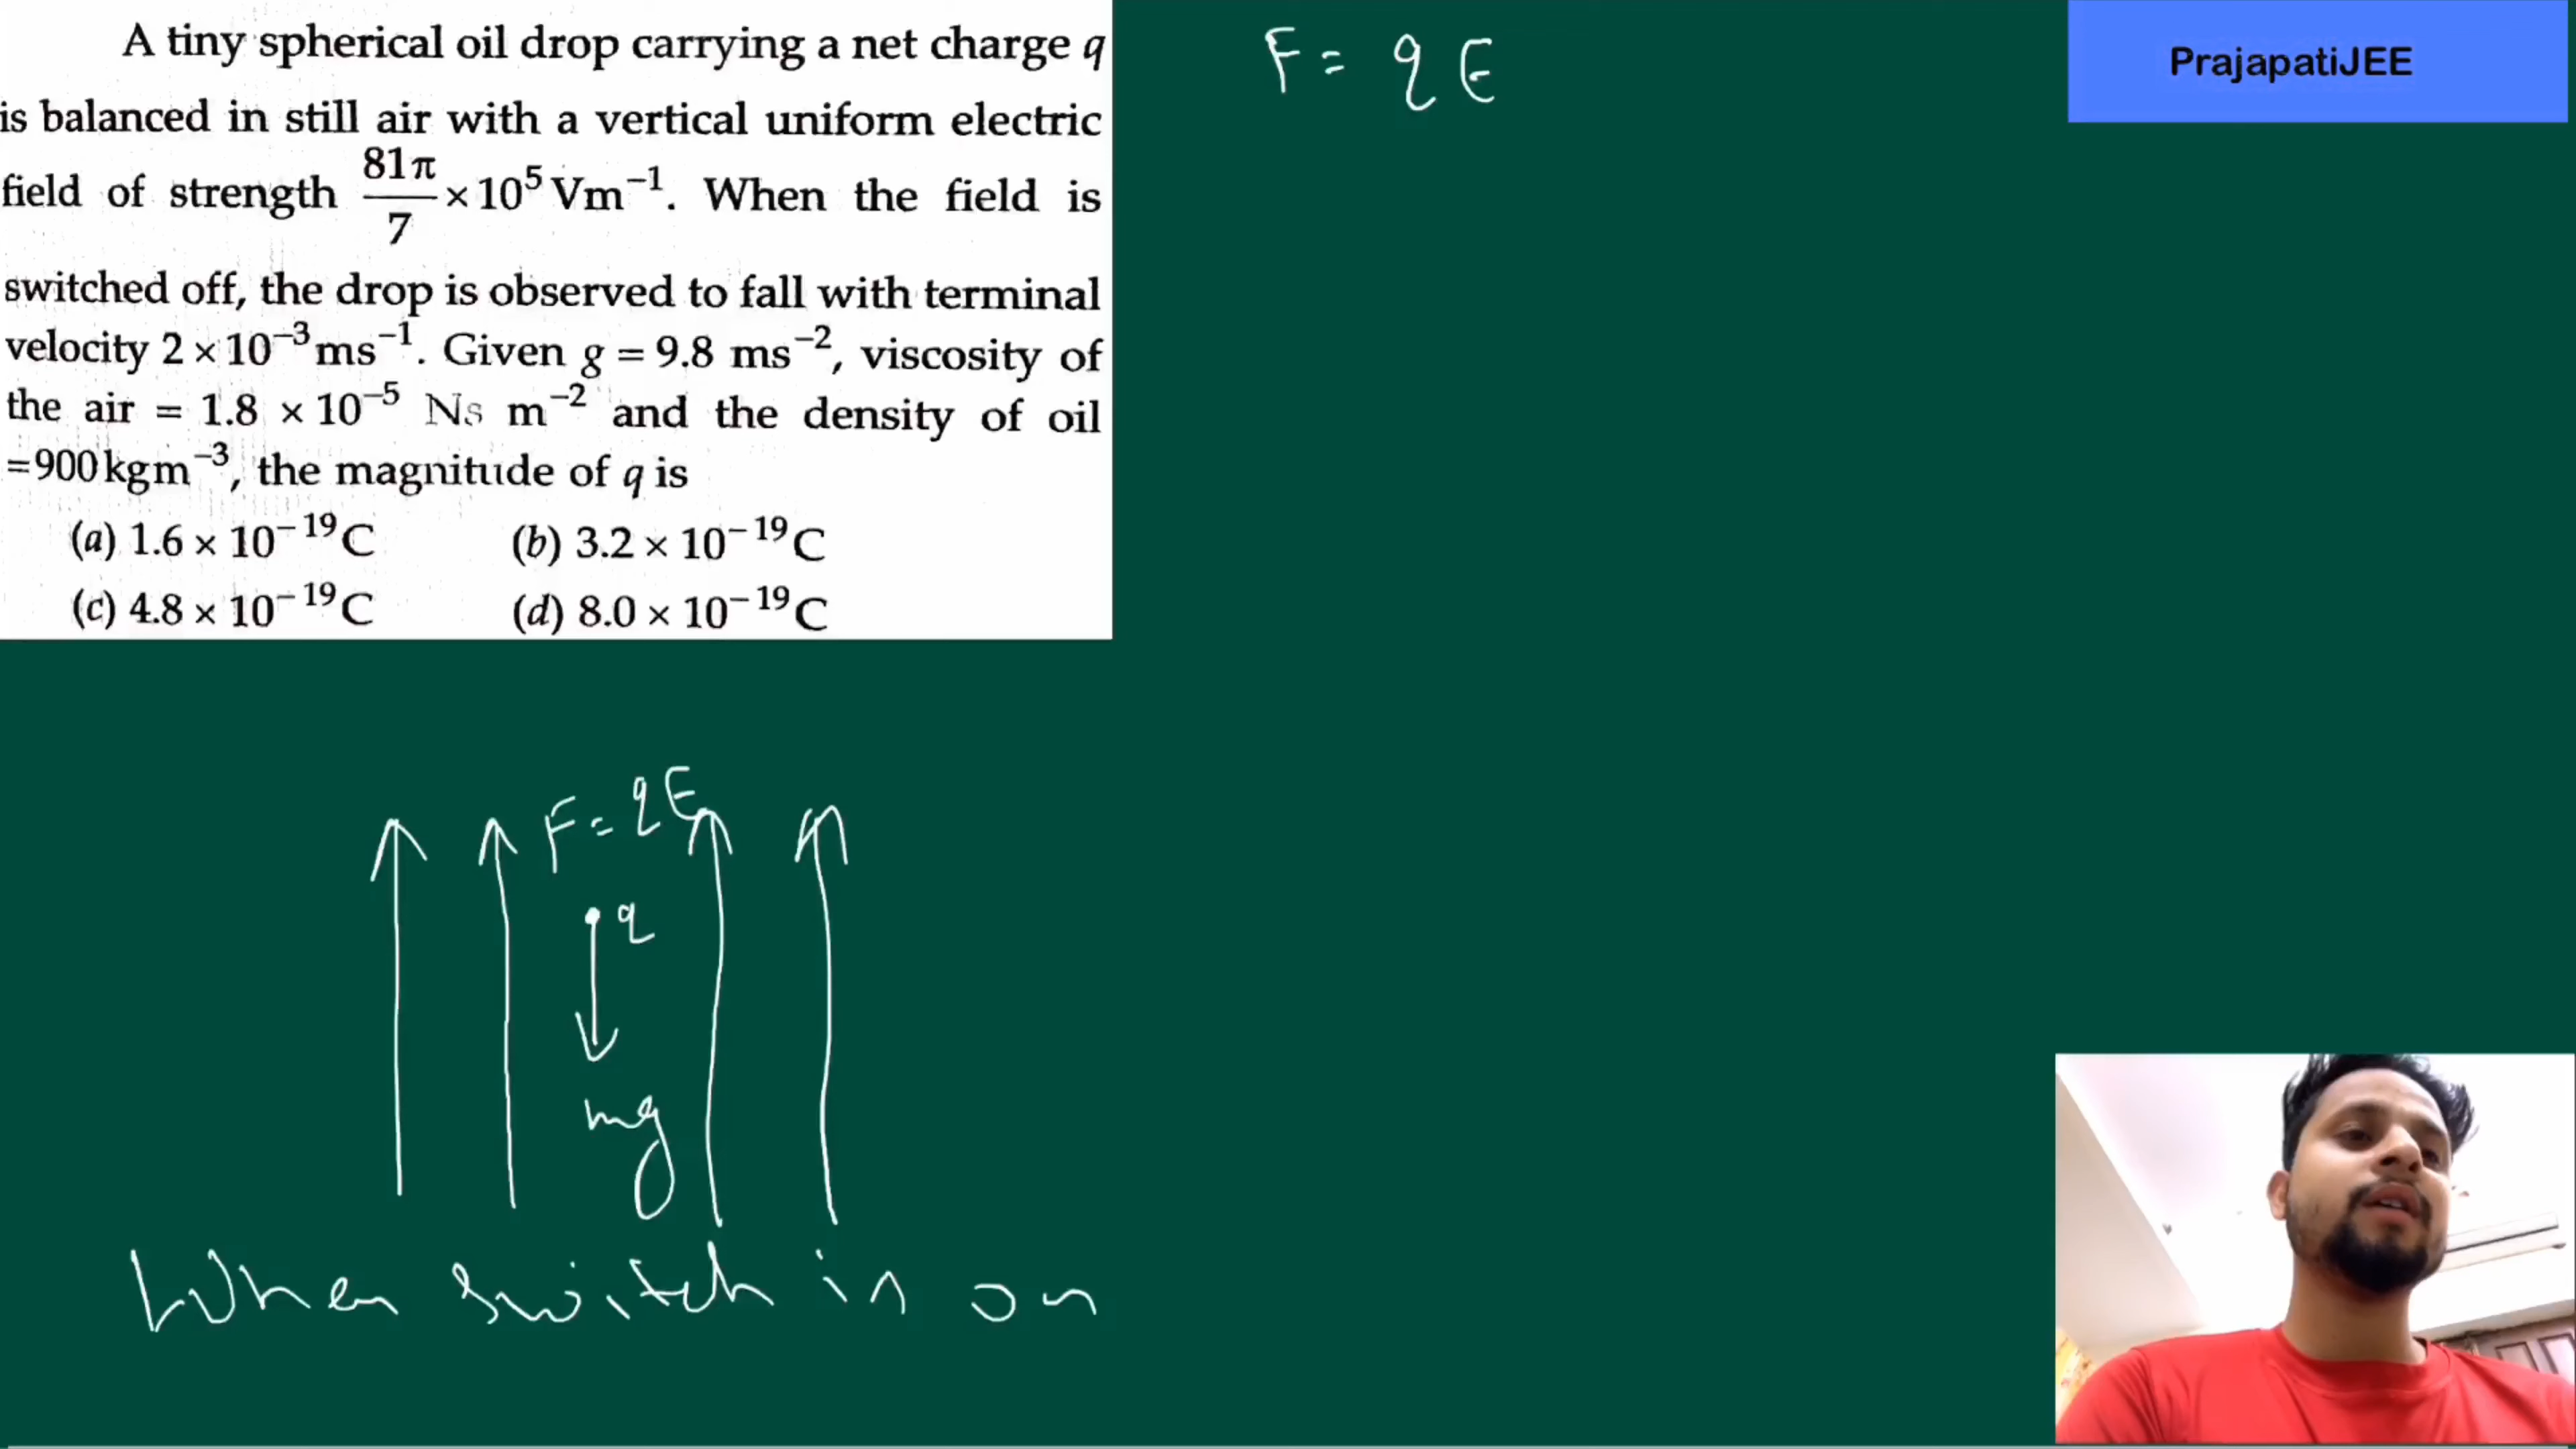 A tiny spherical oil drop carrying a net charge q
is balanced in still air with a vertical uniform electric
field of strength 81π/7 × 10⁵ Vm⁻¹. When the field is
switched off, the drop is observed to fall with terminal
velocity 2 × 10⁻³ ms⁻¹. Given g = 9.8 ms⁻², viscosity of
the air = 1.8 × 10⁻⁵ Ns m⁻² and the density of oil
=900 kgm⁻³, the magnitude of q is
(a) 1.6 × 10⁻¹⁹ C (b) 3.2 × 10⁻¹⁹ C
(c) 4.8 × 10⁻¹⁹ C (d) 8.0 × 10⁻¹⁹ C
F = qE
PrajapatiJEE
F = qE
q
mg
When switch is on